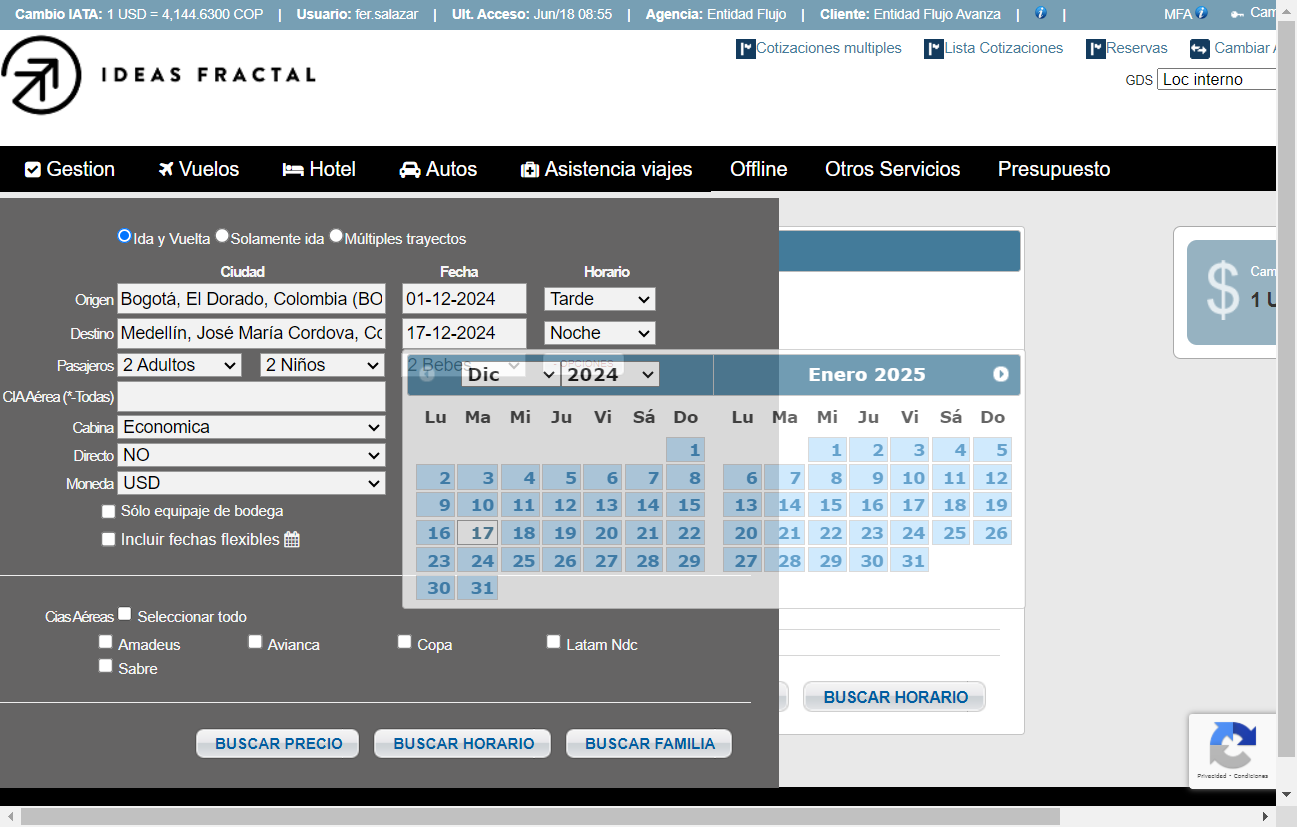 Cambio IATA: 1 USD = 4,144.6300 COP | Usuario: fer.salazar | Ult. Acceso: Jun/18 08:55 | Agencia: Entidad Flujo | Cliente: Entidad Flujo Avanza | | MFA Cam
Cotizaciones multiples Lista Cotizaciones Reservas Cambiar A
IDEAS FRACTAL
GDS Loc interno
Gestion Vuelos Hotel Autos Asistencia viajes Offline Otros Servicios Presupuesto
Ida y Vuelta Solamente ida Múltiples trayectos
Ciudad Fecha Horario
Cam
Origen Bogotá, El Dorado, Colombia (BO 01-12-2024 Tarde
$ 1 U
Destino Medellín, José María Cordova, Cc 17-12-2024 Noche
Pasajeros 2 Adultos 2 Niños 2 Bebes OPCIONES
Dic 2024 Enero 2025
CIA Aérea (*-Todas)
Lu Ma Mi Ju Vi Sá Do Lu Ma Mi Ju Vi Sá Do
Cabina Economica
1 1 2 3 4 5
Directo NO
2 3 4 5 6 7 8 6 7 8 9 10 11 12
Moneda USD
9 10 11 12 13 14 15 13 14 15 16 17 18 19
Sólo equipaje de bodega
16 17 18 19 20 21 22 20 21 22 23 24 25 26
Incluir fechas flexibles
23 24 25 26 27 28 29 27 28 29 30 31
30 31
Cias Aéreas Seleccionar todo
Amadeus Avianca Copa Latam Ndc
Sabre
BUSCAR HORARIO
BUSCAR PRECIO BUSCAR HORARIO BUSCAR FAMILIA
Privacidad - Condiciones